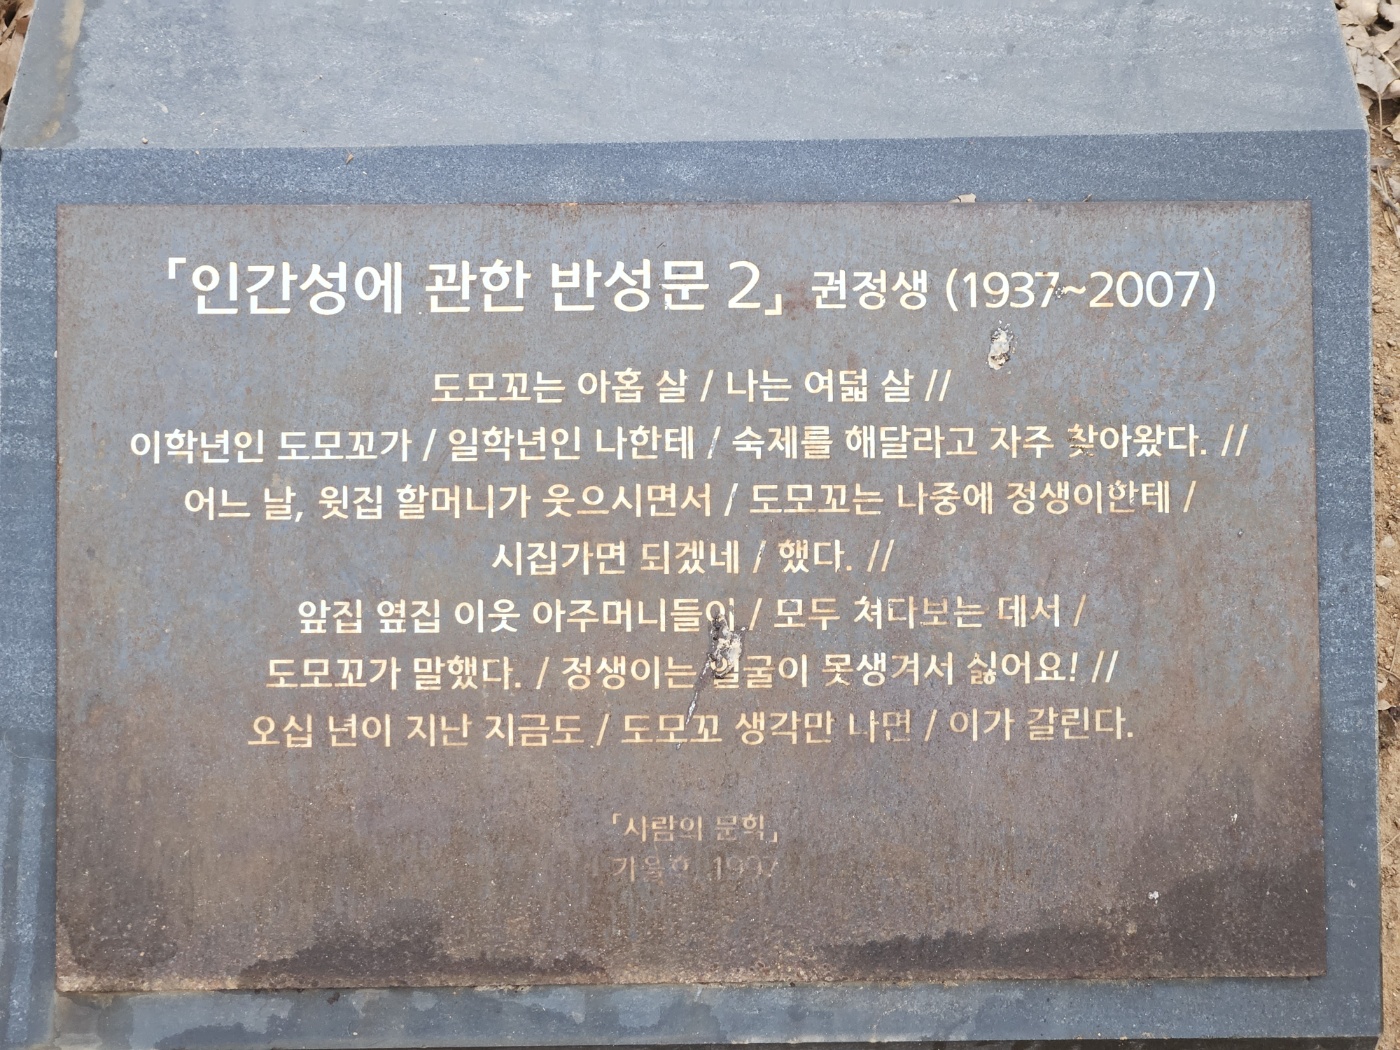 「인간성에 관한 반성문 2」 권정생 (1937~2007)
도모꼬는 아홉 살 / 나는 여덟 살 //
이학년인 도모꼬가 / 일학년인 나한테 / 숙제를 해달라고 자주 찾아왔다. //
어느 날, 윗집 할머니가 웃으시면서 / 도모꼬는 나중에 정생이한테 /
시집가면 되겠네 / 했다. //
앞집 옆집 이웃 아주머니들이 / 모두 쳐다보는 데서 /
도모꼬가 말했다. / 정생이는 얼굴이 못생겨서 싫어요! //
오십 년이 지난 지금도 / 도모꼬 생각만 나면 / 이가 갈린다.
「사람의 문학」
가을호, 1997